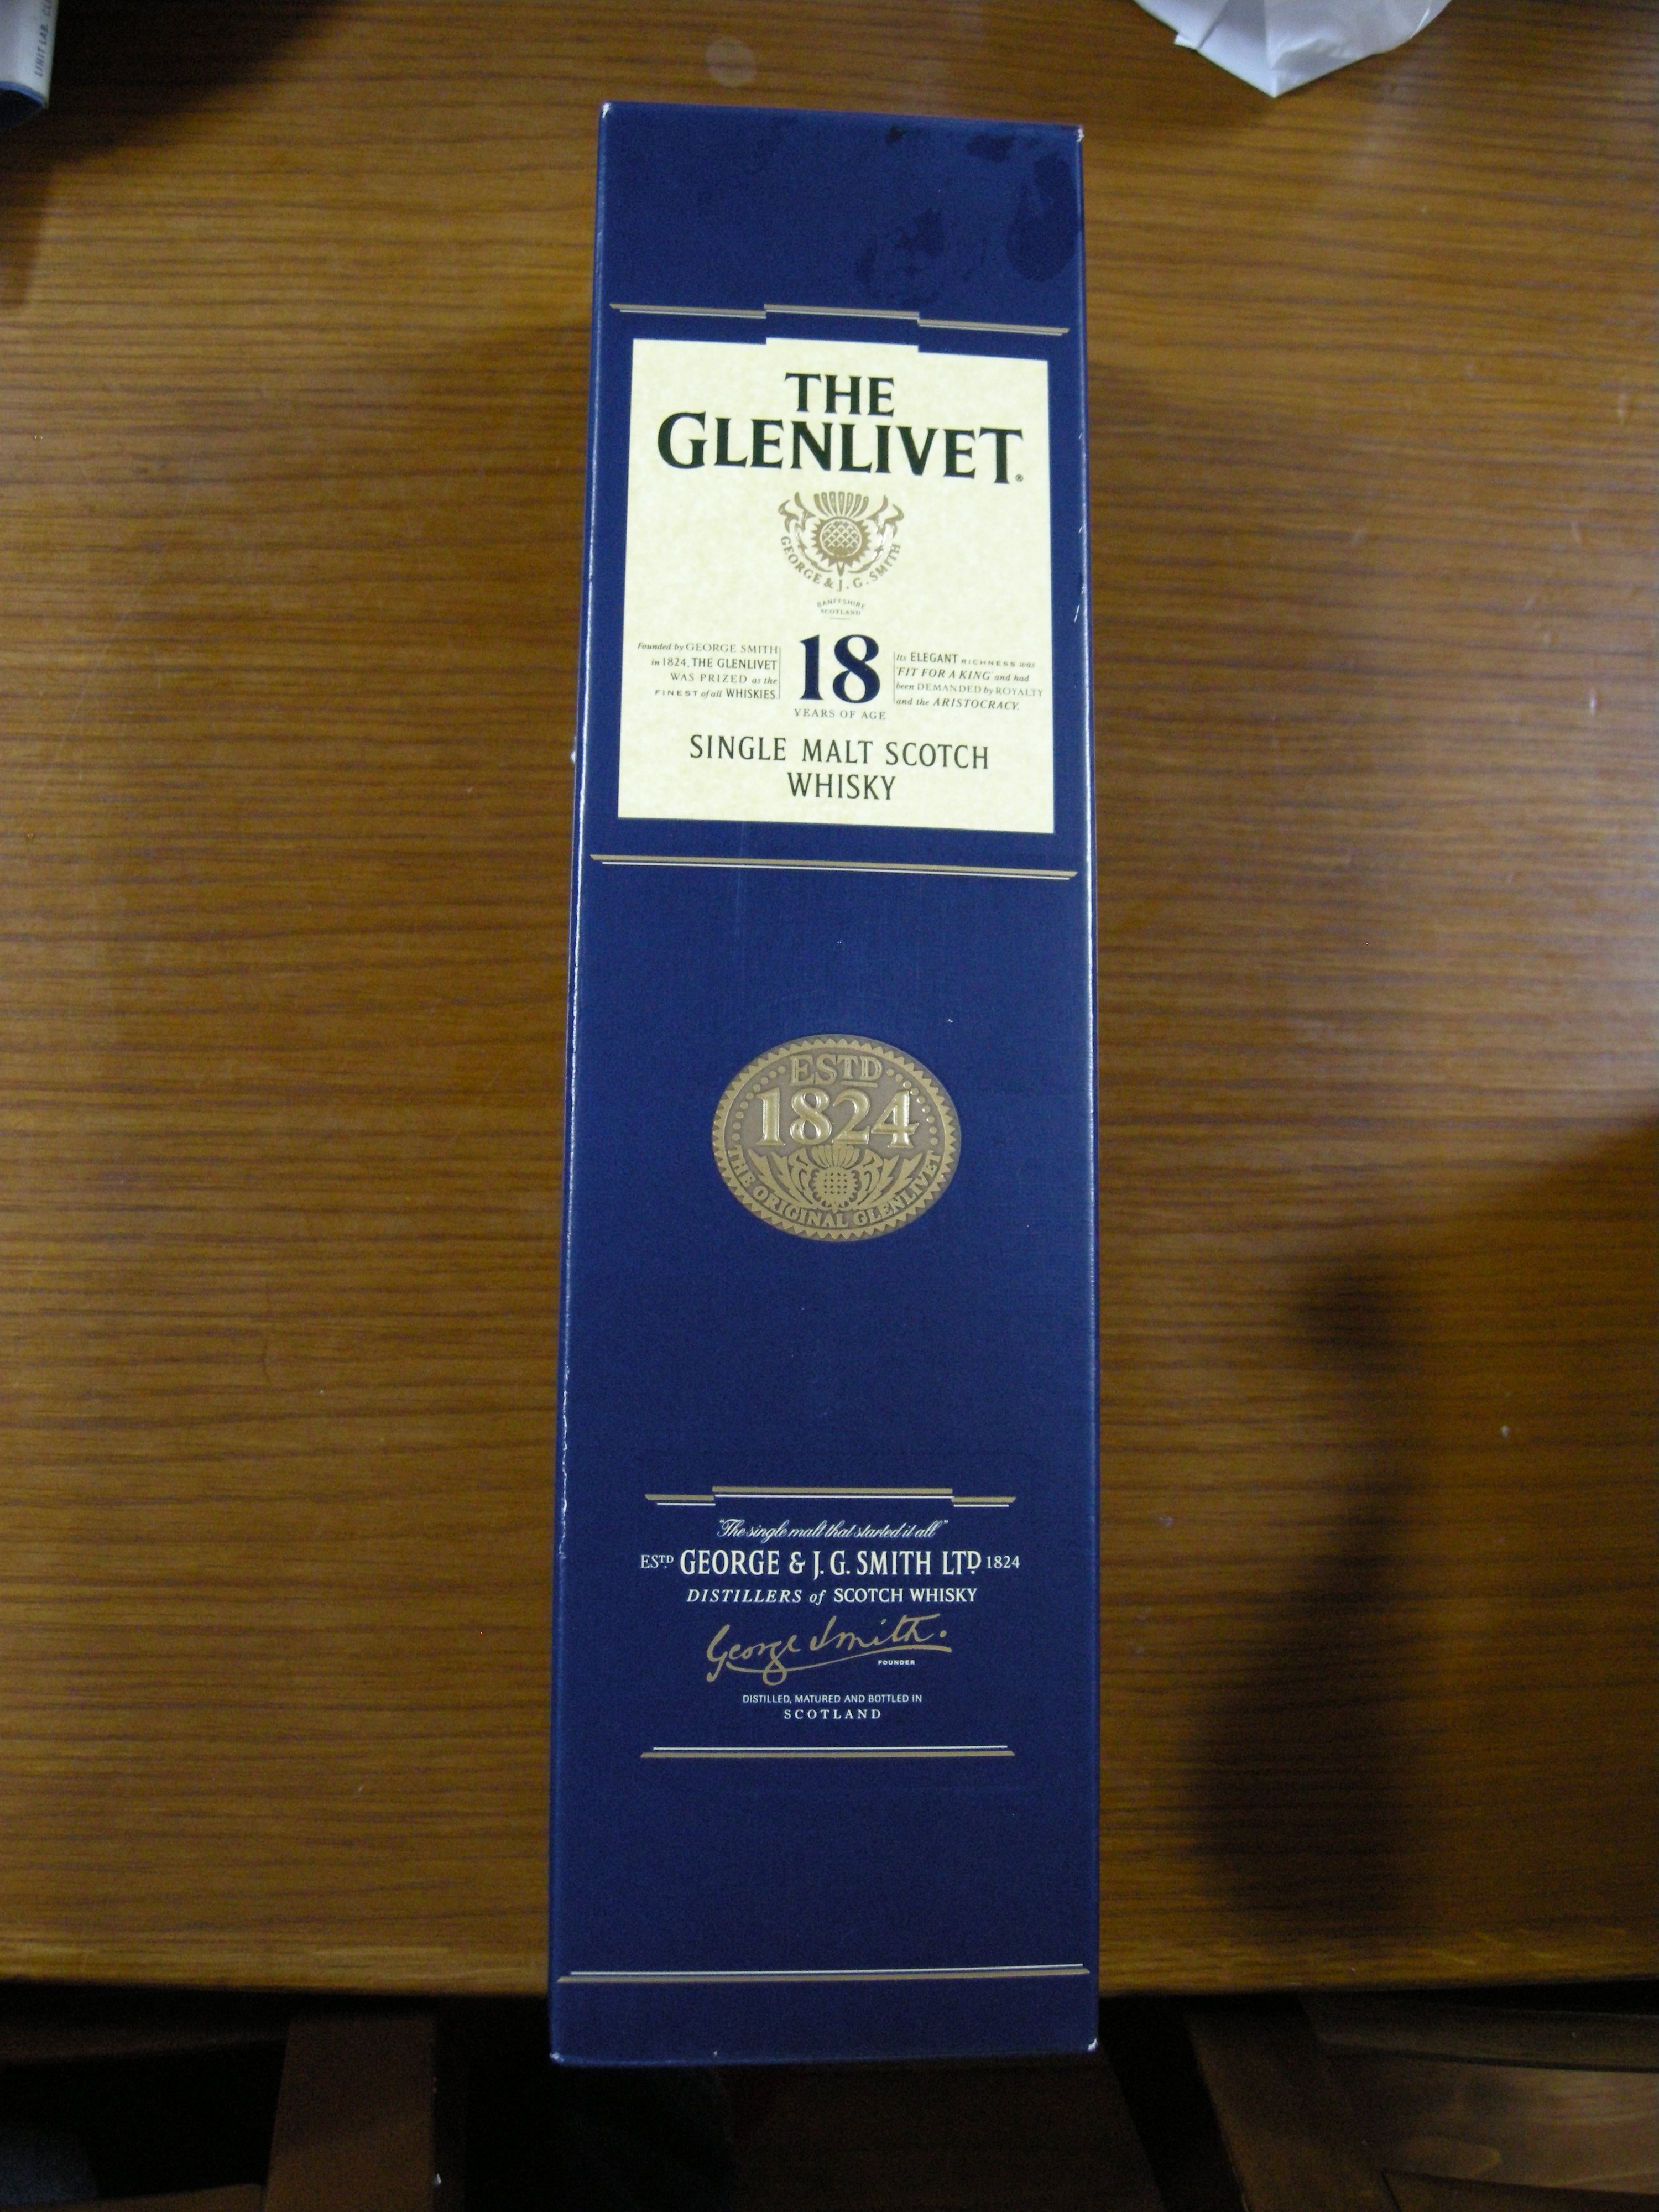 THE
GLENLIVET®
GEORGE & J. G. SMITH
BANFFSHIRE
SCOTLAND
Founded by GEORGE SMITH
in 1824, THE GLENLIVET
WAS PRIZED as the
FINEST of all WHISKIES
18
YEARS OF AGE
Its ELEGANT RICHNESS was
'FIT FOR A KING' and had
been DEMANDED by ROYALTY
and the ARISTOCRACY.
SINGLE MALT SCOTCH
WHISKY
ESTD
1824
THE ORIGINAL GLENLIVET
"The single malt that started it all"
ESTD GEORGE & J. G. SMITH LTD 1824
DISTILLERS of SCOTCH WHISKY
George Smith.
FOUNDER
DISTILLED, MATURED AND BOTTLED IN
SCOTLAND